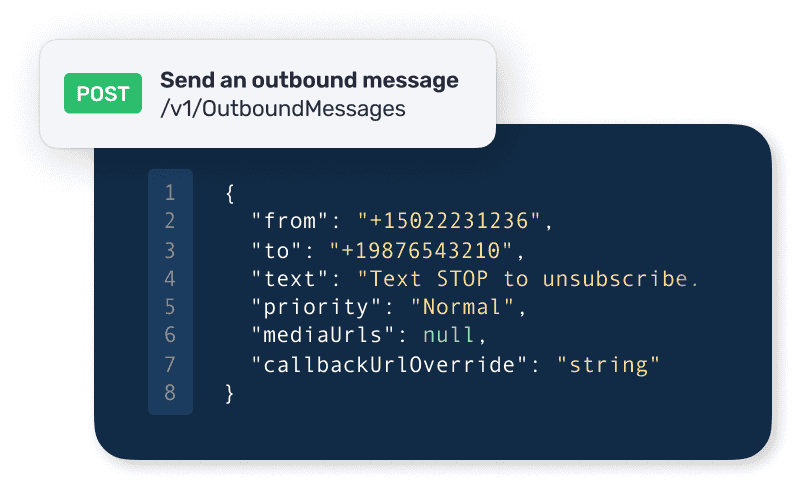 POST
Send an outbound message
/v1/OutboundMessages
1 {
2 "from": "+15022231236",
3 "to": "+19876543210",
4 "text": "Text STOP to unsubscribe.
5 "priority": "Normal",
6 "mediaUrls": null,
7 "callbackUrlOverride": "string"
8 }